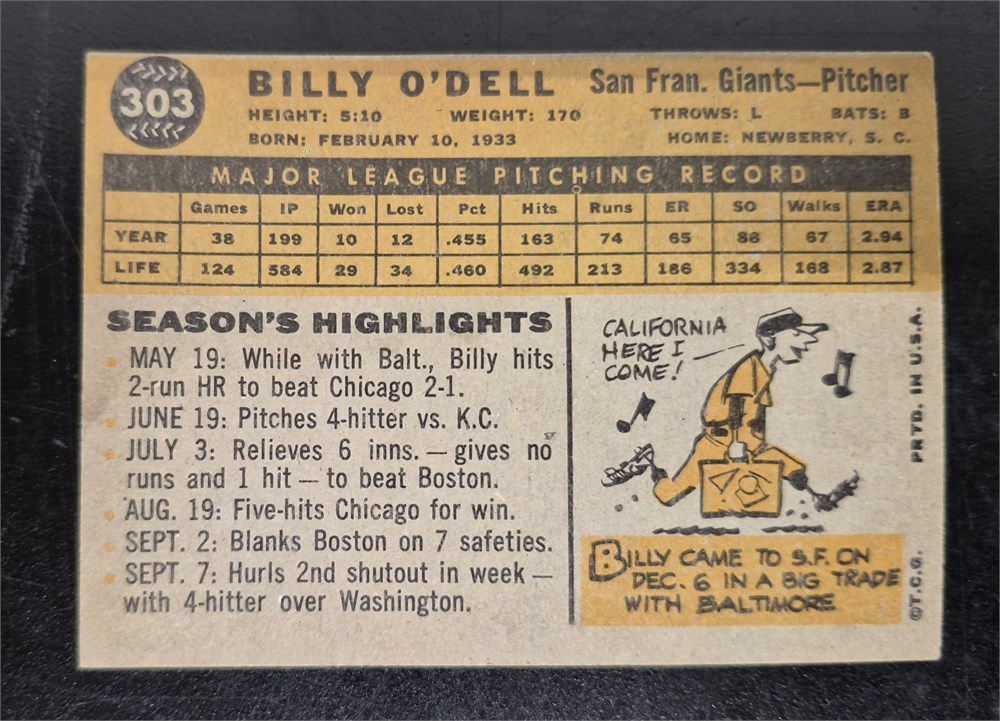 303
BILLY O'DELL San Fran. Giants—Pitcher
HEIGHT: 5:10 WEIGHT: 170 THROWS: L BATS: B
BORN: FEBRUARY 10, 1933 HOME: NEWBERRY, S. C.
MAJOR LEAGUE PITCHING RECORD
Games IP Won Lost Pct Hits Runs ER SO Walks ERA
YEAR 38 199 10 12 .455 163 74 65 88 67 2.94
LIFE 124 584 29 34 .460 492 213 186 334 168 2.87
SEASON'S HIGHLIGHTS
MAY 19: While with Balt., Billy hits
2-run HR to beat Chicago 2-1.
JUNE 19: Pitches 4-hitter vs. K.C.
JULY 3: Relieves 6 inns.—gives no
runs and 1 hit—to beat Boston.
AUG. 19: Five-hits Chicago for win.
SEPT. 2: Blanks Boston on 7 safeties.
SEPT. 7: Hurls 2nd shutout in week—
with 4-hitter over Washington.
CALIFORNIA
HERE I
COME!
BILLY CAME TO S.F. ON
DEC. 6 IN A BIG TRADE
WITH BALTIMORE
PRTD. IN U.S.A.
©T.C.G.